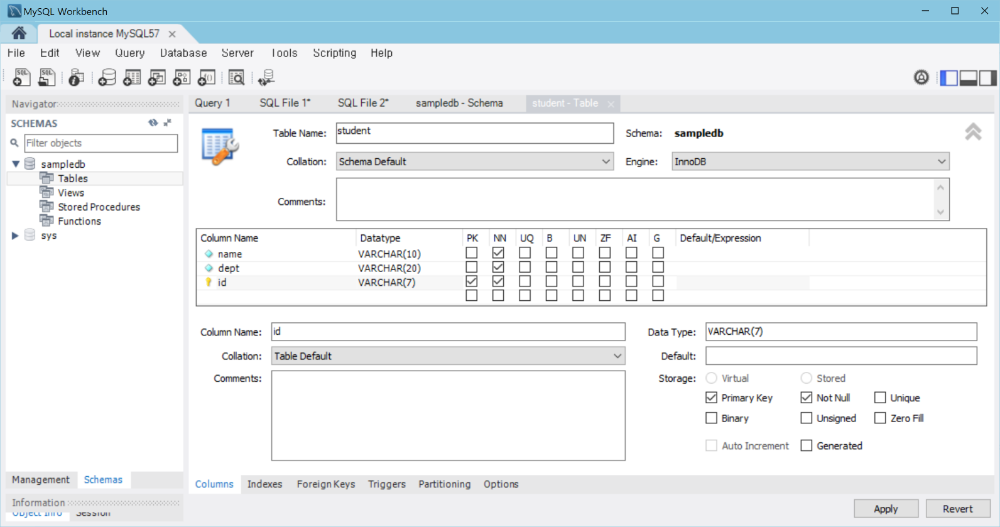 MySQL Workbench
Local instance MySQL57
File Edit View Query Database Server Tools Scripting Help
Navigator
SCHEMAS
Filter objects
sampledb
Tables
Views
Stored Procedures
Functions
sys
Management Schemas
Information
Object Info Session
Query 1 SQL File 1* SQL File 2* sampledb - Schema student - Table
Table Name: student Schema: sampledb
Collation: Schema Default Engine: InnoDB
Comments:
Column Name Datatype PK NN UQ B UN ZF AI G Default/Expression
name VARCHAR(10)
dept VARCHAR(20)
id VARCHAR(7)
Column Name: id Data Type: VARCHAR(7)
Collation: Table Default Default:
Comments: Storage: Virtual Stored
Primary Key Not Null Unique
Binary Unsigned Zero Fill
Auto Increment Generated
Columns Indexes Foreign Keys Triggers Partitioning Options
Apply Revert